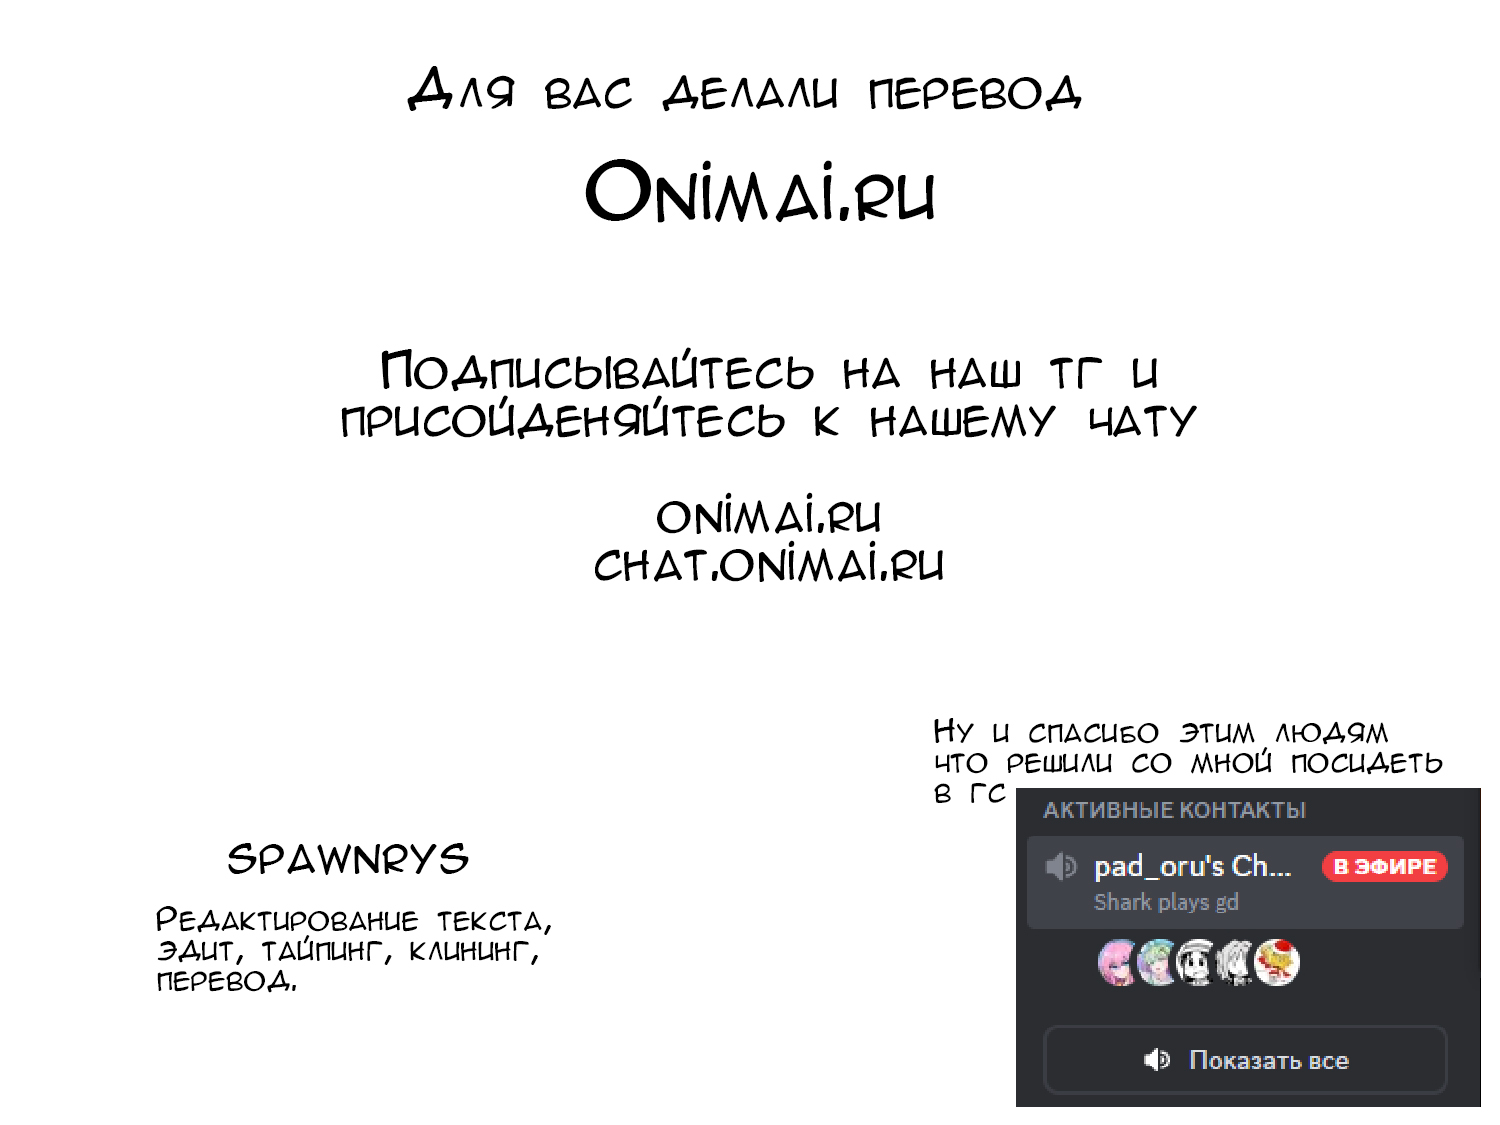 Для вас делали перевод
Onimai.ru
Подписывайтесь на наш тг и
присойденяйтесь к нашему чату
onimai.ru
chat.onimai.ru
Ну и спасибо этим людям
что решили со мной посидеть
в гс
АКТИВНЫЕ КОНТАКТЫ
pad_oru's Ch... В ЭФИРЕ
Shark plays gd
Показать все
SPAWNRYS
Редактирование текста,
эдит, тайпинг, клининг,
перевод.